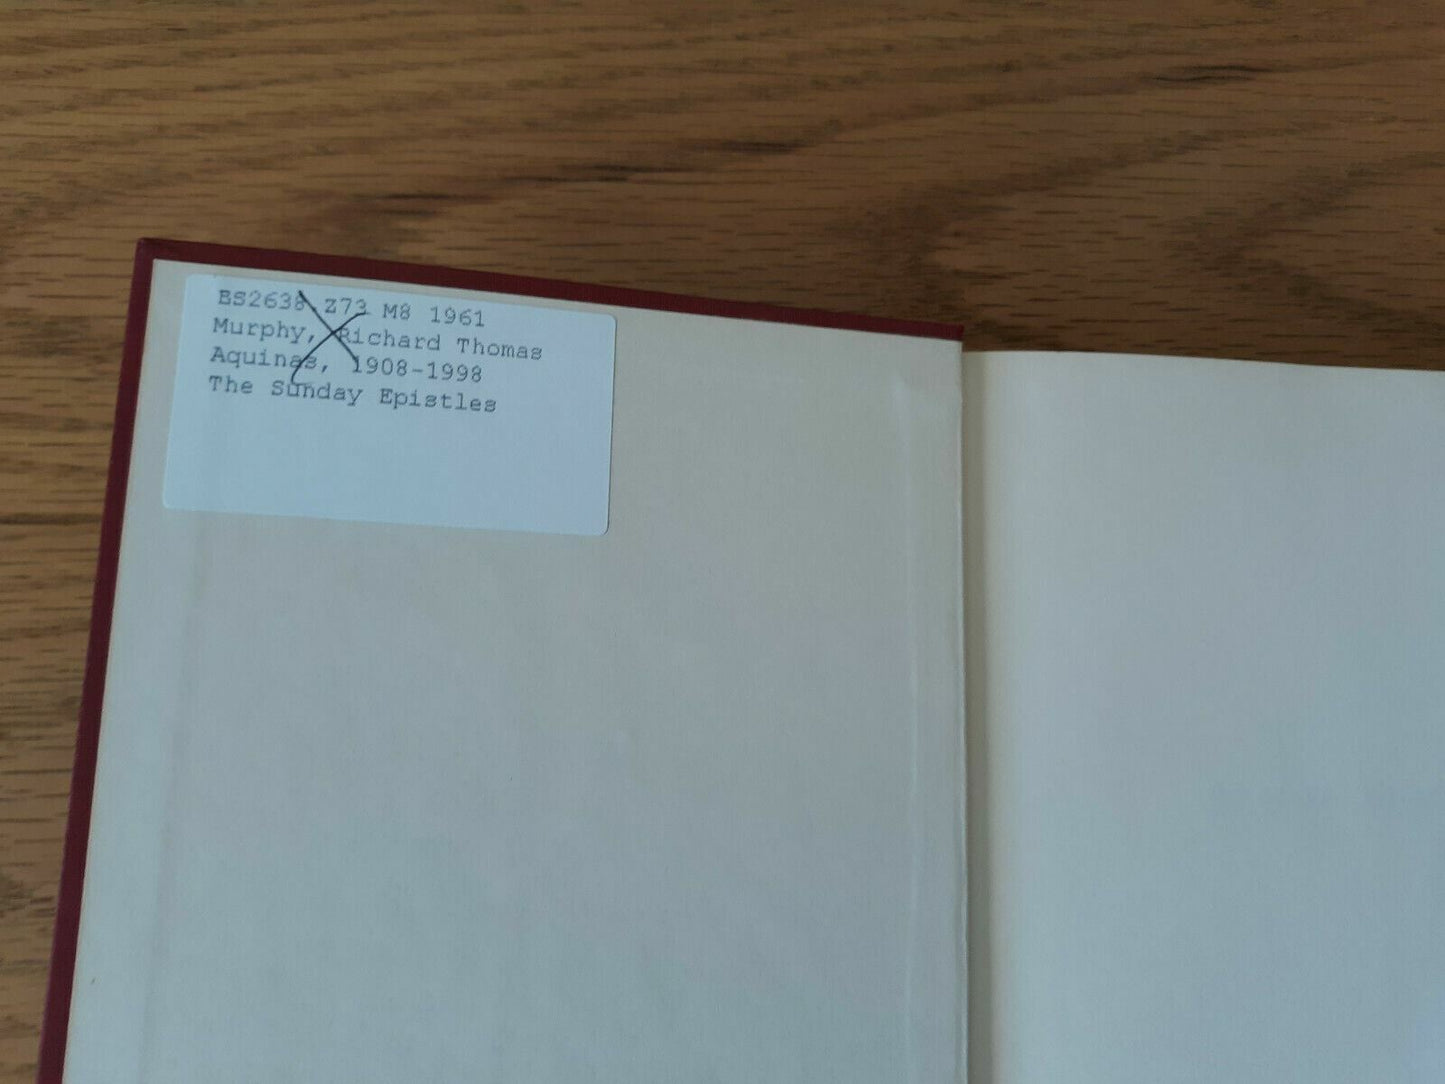 BS2638 Z73 M8 1961
Murphy, Richard Thomas
Aquinas, 1908-1998
The Sunday Epistles